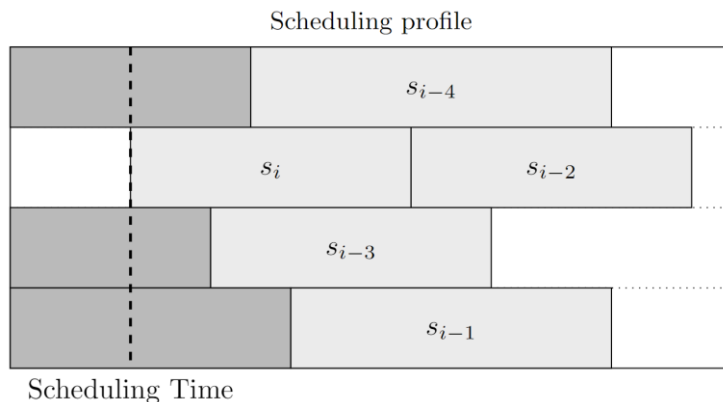 Scheduling profile
s_{i-4}
s_i
s_{i-2}
s_{i-3}
s_{i-1}
Scheduling Time